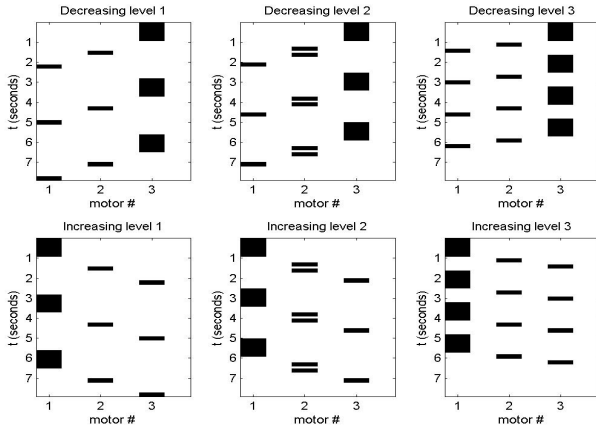 Decreasing level 1
Decreasing level 2
Decreasing level 3
1
2
3
4
5
6
7
t (seconds)
1 2 3
motor #
1
2
3
4
5
6
7
t (seconds)
1 2 3
motor #
1
2
3
4
5
6
7
t (seconds)
1 2 3
motor #
Increasing level 1
Increasing level 2
Increasing level 3
1
2
3
4
5
6
7
t (seconds)
1 2 3
motor #
1
2
3
4
5
6
7
t (seconds)
1 2 3
motor #
1
2
3
4
5
6
7
t (seconds)
1 2 3
motor #